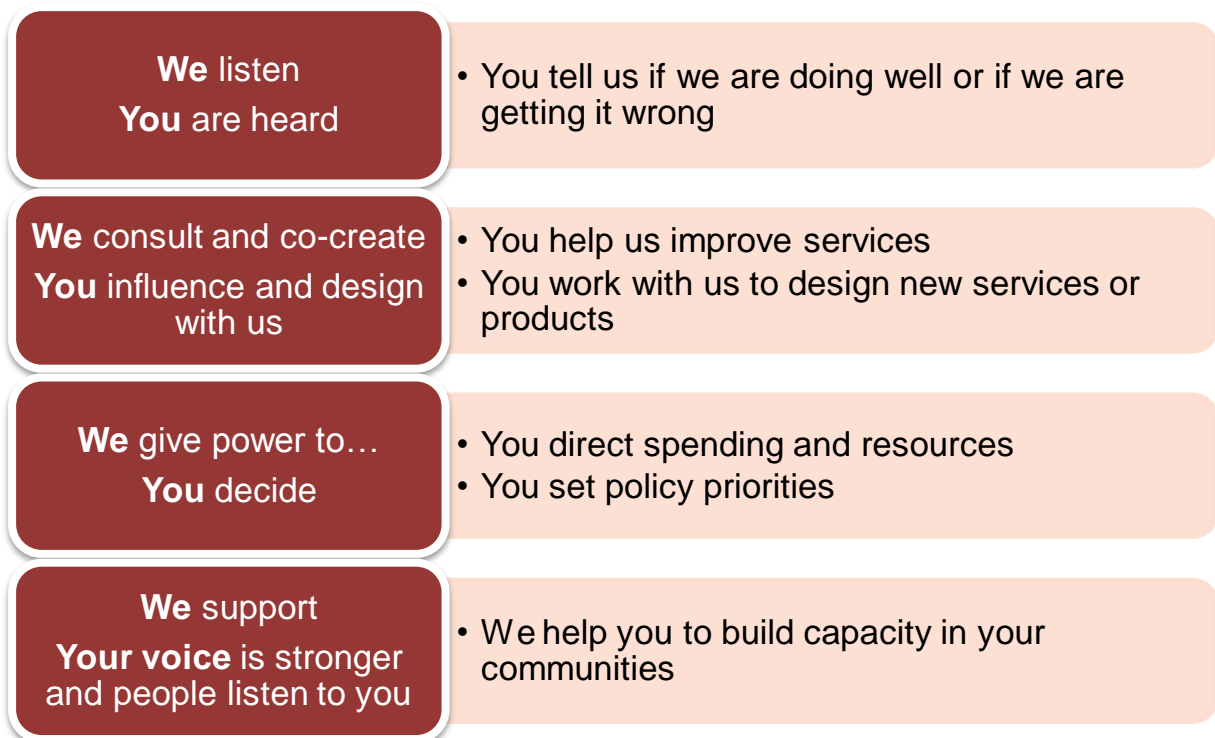 We listen
You are heard
• You tell us if we are doing well or if we are
getting it wrong
We consult and co-create
You influence and design
with us
• You help us improve services
• You work with us to design new services or
products
We give power to…
You decide
• You direct spending and resources
• You set policy priorities
We support
Your voice is stronger
and people listen to you
• We help you to build capacity in your
communities